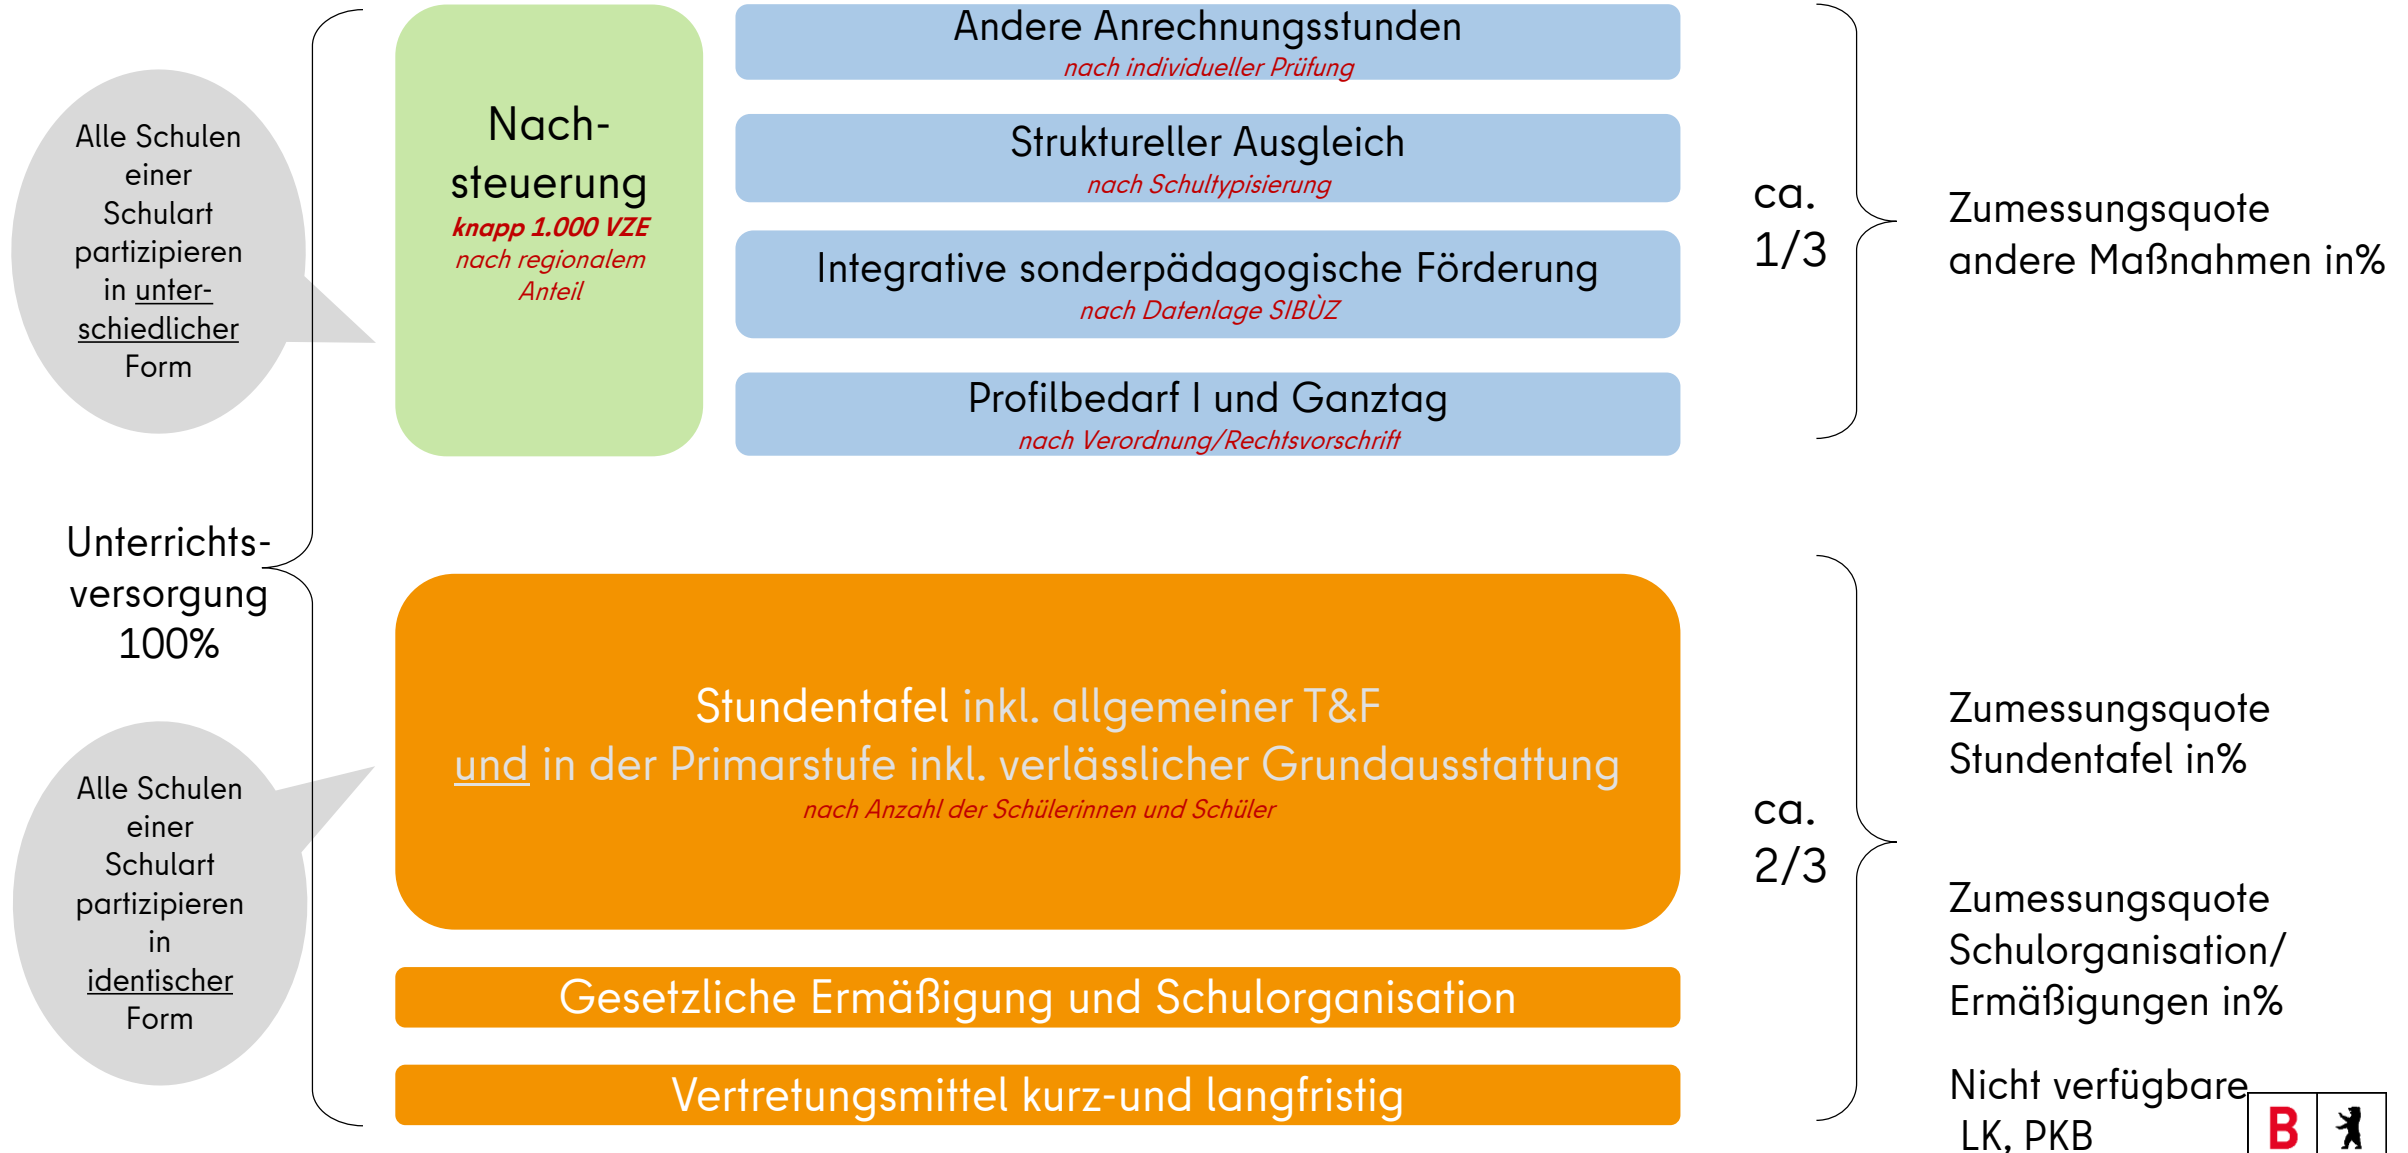 Alle Schulen
einer
Schulart
partizipieren
in unter-
schiedlicher
Form
Unterrichts-
versorgung
100%
Alle Schulen
einer
Schulart
partizipieren
in
identischer
Form
Nach-
steuerung
knapp 1.000 VZE
nach regionalem
Anteil
Andere Anrechnungsstunden
nach individueller Prüfung
Struktureller Ausgleich
nach Schultypisierung
Integrative sonderpädagogische Förderung
nach Datenlage SIBÙZ
Profilbedarf I und Ganztag
nach Verordnung/Rechtsvorschrift
Stundentafel inkl. allgemeiner T&F
und in der Primarstufe inkl. verlässlicher Grundausstattung
nach Anzahl der Schülerinnen und Schüler
Gesetzliche Ermäßigung und Schulorganisation
Vertretungsmittel kurz-und langfristig
ca.
1/3
Zumessungsquote
andere Maßnahmen in%
ca.
2/3
Zumessungsquote
Stundentafel in%
Zumessungsquote
Schulorganisation/
Ermäßigungen in%
Nicht verfügbare
LK, PKB
B